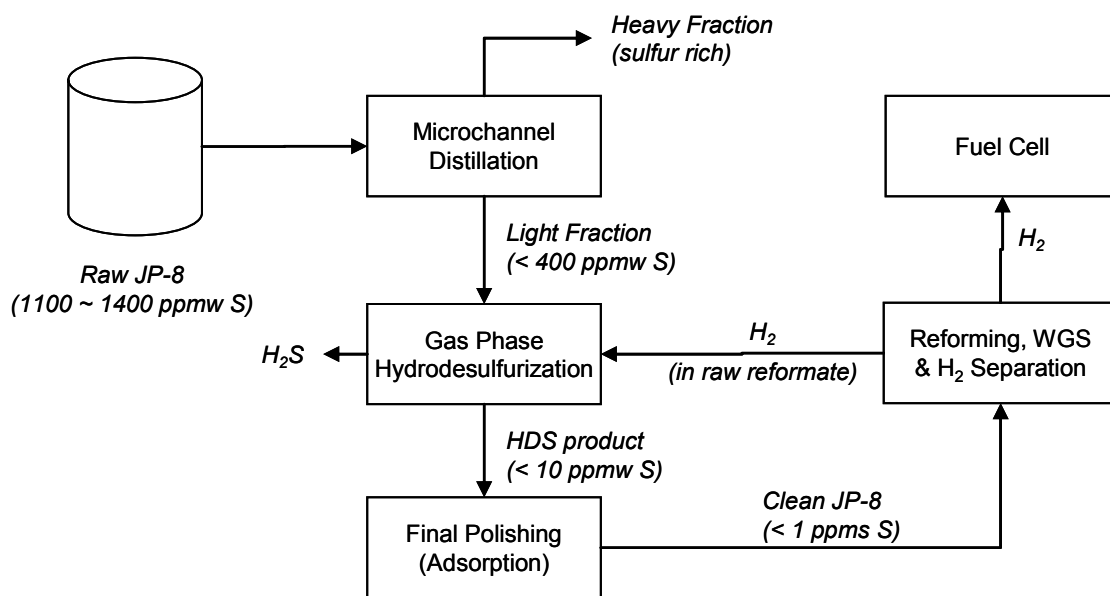 Heavy Fraction
(sulfur rich)
Microchannel
Distillation
Fuel Cell
Light Fraction
(< 400 ppmw S)
H2
Raw JP-8
(1100 ~ 1400 ppmw S)
H2S
Gas Phase
Hydrodesulfurization
H2
(in raw reformate)
Reforming, WGS
& H2 Separation
HDS product
(< 10 ppmw S)
Final Polishing
(Adsorption)
Clean JP-8
(< 1 ppms S)